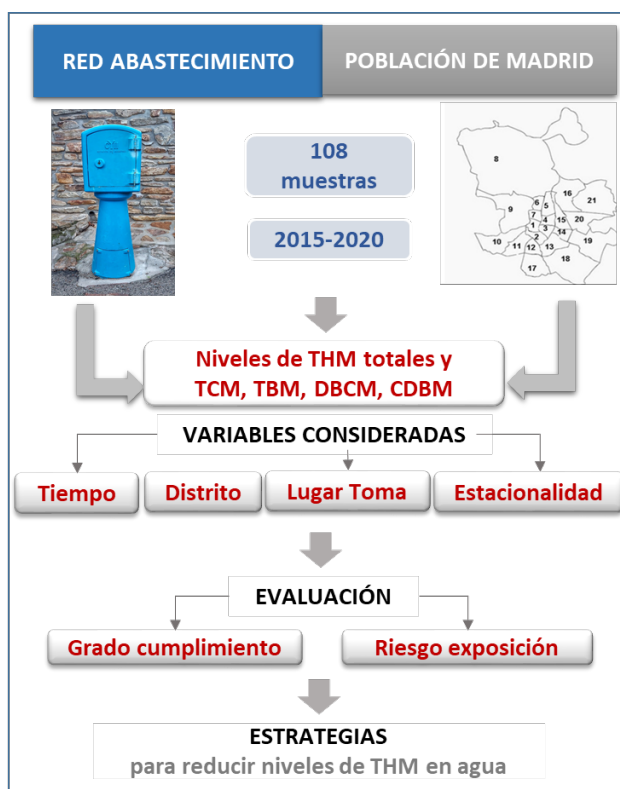 RED ABASTECIMIENTO
POBLACIÓN DE MADRID
108
muestras
2015-2020
8
16
21
9
6
5
7
4
15
20
1
3
14
2
10
11
12
13
19
18
17
Niveles de THM totales y
TCM, TBM, DBCM, CDBM
VARIABLES CONSIDERADAS
Tiempo
Distrito
Lugar Toma
Estacionalidad
EVALUACIÓN
Grado cumplimiento
Riesgo exposición
ESTRATEGIAS
para reducir niveles de THM en agua